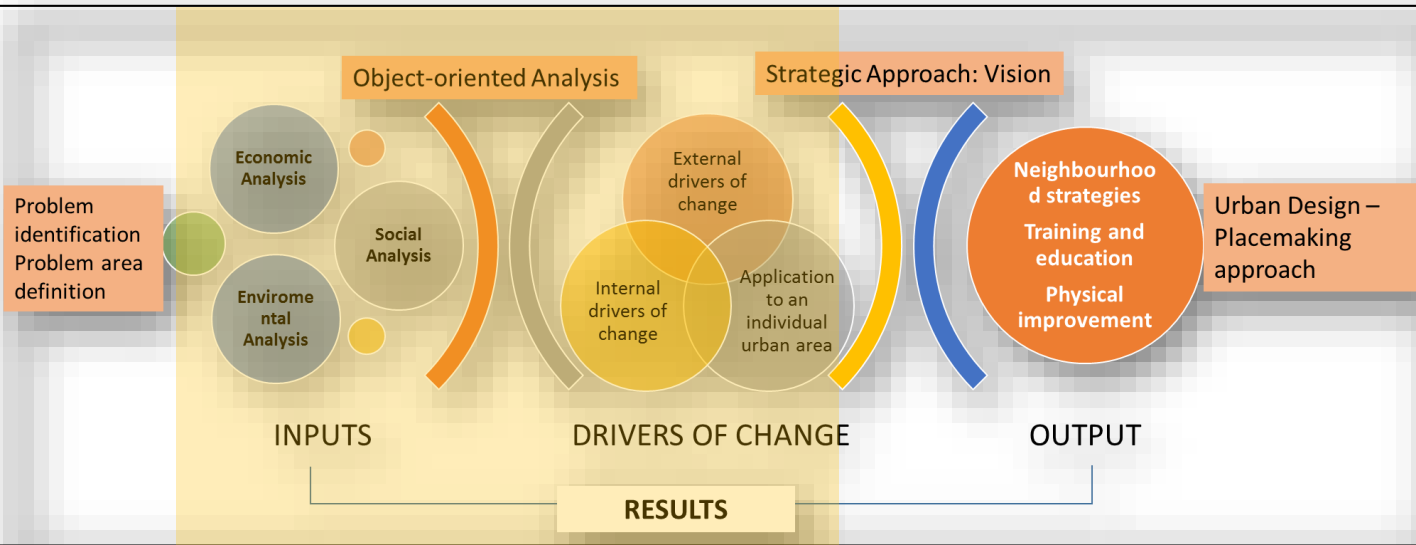 Object-oriented Analysis
Strategic Approach: Vision
Problem
identification
Problem area
definition
Economic
Analysis
Social
Analysis
Envirome
ntal
Analysis
External
drivers of
change
Internal
drivers of
change
Application
to an
individual
urban area
Neighbourhoo
d strategies
Training and
education
Physical
improvement
Urban Design –
Placemaking
approach
INPUTS
DRIVERS OF CHANGE
OUTPUT
RESULTS